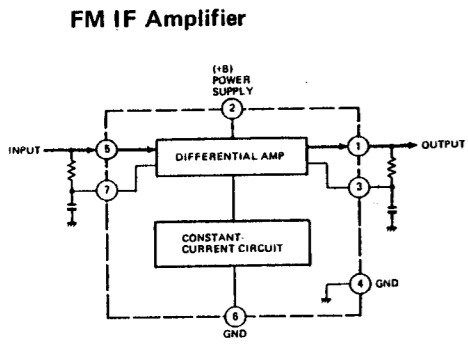 FM IF Amplifier
(+B)
POWER
SUPPLY
2
INPUT
5
DIFFERENTIAL AMP
1
OUTPUT
7
3
CONSTANT-
CURRENT CIRCUIT
4
GND
6
GND